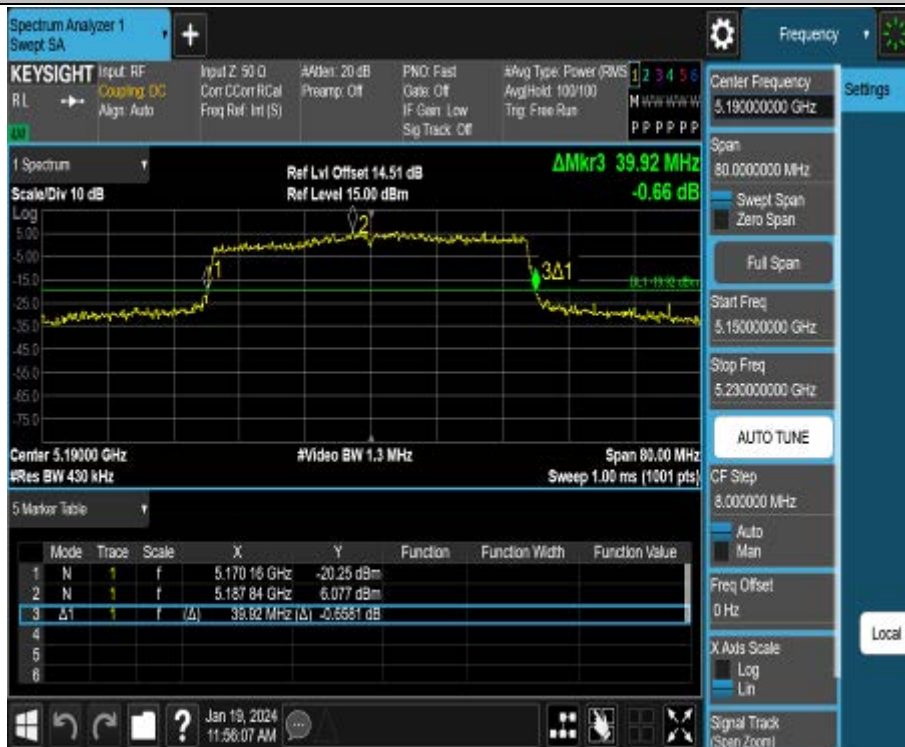 Spectrum Analyzer 1
Swept SA
+
Frequency
KEYSIGHT
RL
Input: RF
Coupling: DC
Align: Auto
Input Z: 50 Ω
Corr CCorr RCal
Freq Ref: Int (S)
#Atten: 20 dB
Preamp: Off
PNO: Fast
Gate: Off
IF Gain: Low
Sig Track: Off
#Avg Type: Power (RMS
Avg|Hold: 100/100
Trig: Free Run
1 2 3 4 5 6
M W W W W W
P P P P P P
1 Spectrum
Scale/Div 10 dB
Ref Lvl Offset 14.51 dB
Ref Level 15.00 dBm
ΔMkr3 39.92 MHz
-0.66 dB
Log
5.00
-5.00
-15.0
-25.0
-35.0
-45.0
-55.0
-65.0
-75.0
1
2
3Δ1
DL1 -19.92 dBm
Center 5.19000 GHz
#Res BW 430 kHz
#Video BW 1.3 MHz
Span 80.00 MHz
Sweep 1.00 ms (1001 pts)
5 Marker Table
Mode Trace Scale X Y Function Function Width Function Value
1 N 1 f 5.170 16 GHz -20.25 dBm
2 N 1 f 5.187 84 GHz 6.077 dBm
3 Δ1 1 f (Δ) 39.92 MHz (Δ) -0.6581 dB
4
5
6
Jan 19, 2024
11:56:07 AM
?
Center Frequency
5.190000000 GHz
Settings
Span
80.0000000 MHz
Swept Span
Zero Span
Full Span
Start Freq
5.150000000 GHz
Stop Freq
5.230000000 GHz
AUTO TUNE
CF Step
8.000000 MHz
Auto
Man
Freq Offset
0 Hz
X Axis Scale
Log
Lin
Signal Track
(Span Zoom)
Local